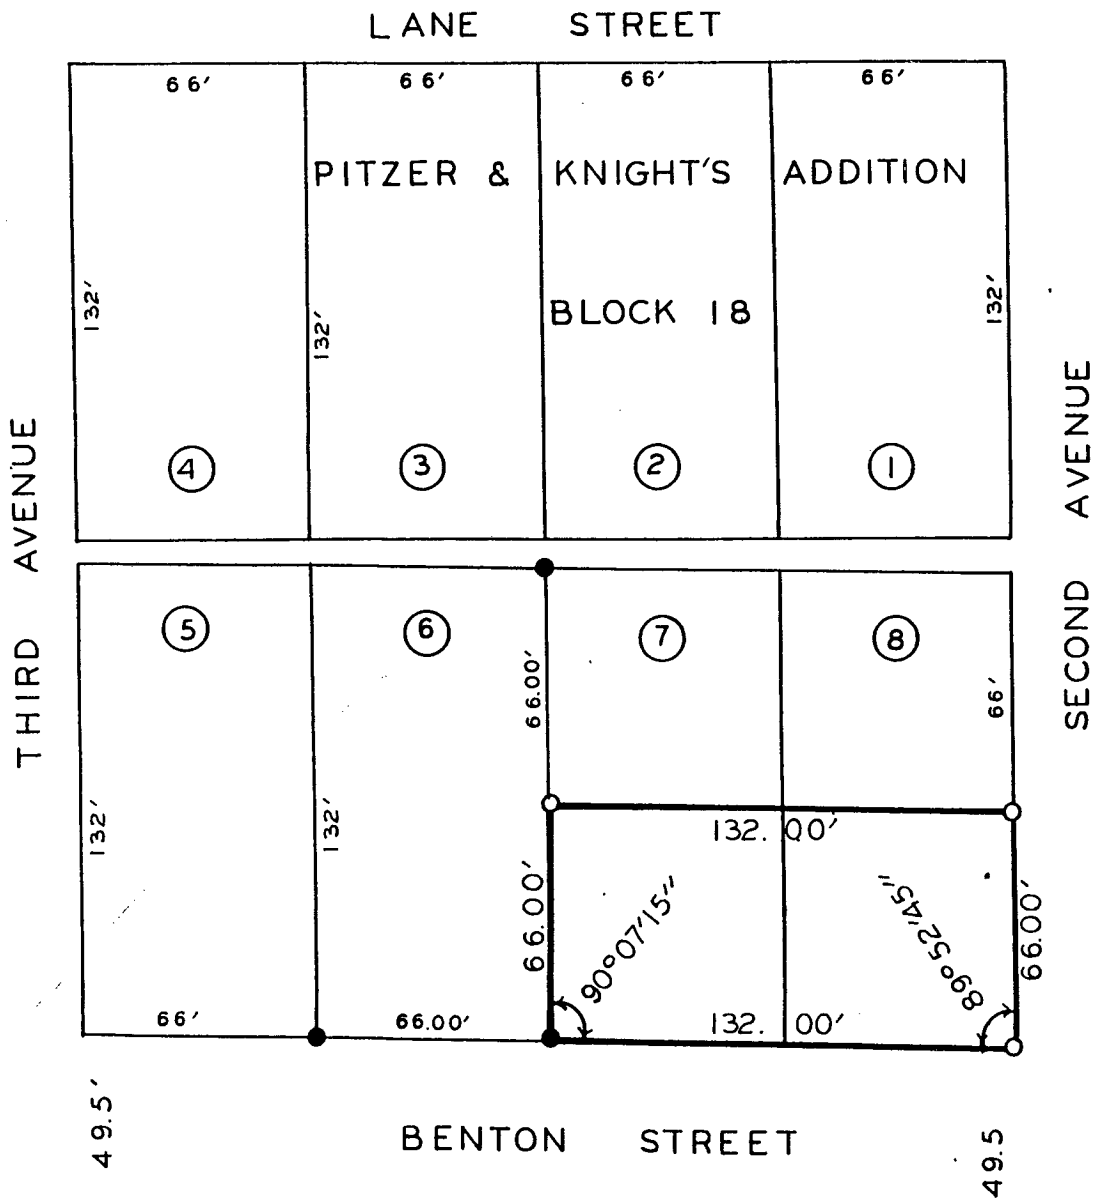 LANE STREET
66' 66' 66' 66'
PITZER & KNIGHT'S ADDITION
132' 132' BLOCK 18 132'
THIRD AVENUE
SECOND AVENUE
4 3 2 1
5 6 7 8
66.00' 66'
132' 132' 132.00'
66.00' 90°07'15" 89°52'45" 66.00'
66' 66.00' 132.00'
49.5' BENTON STREET 49.5